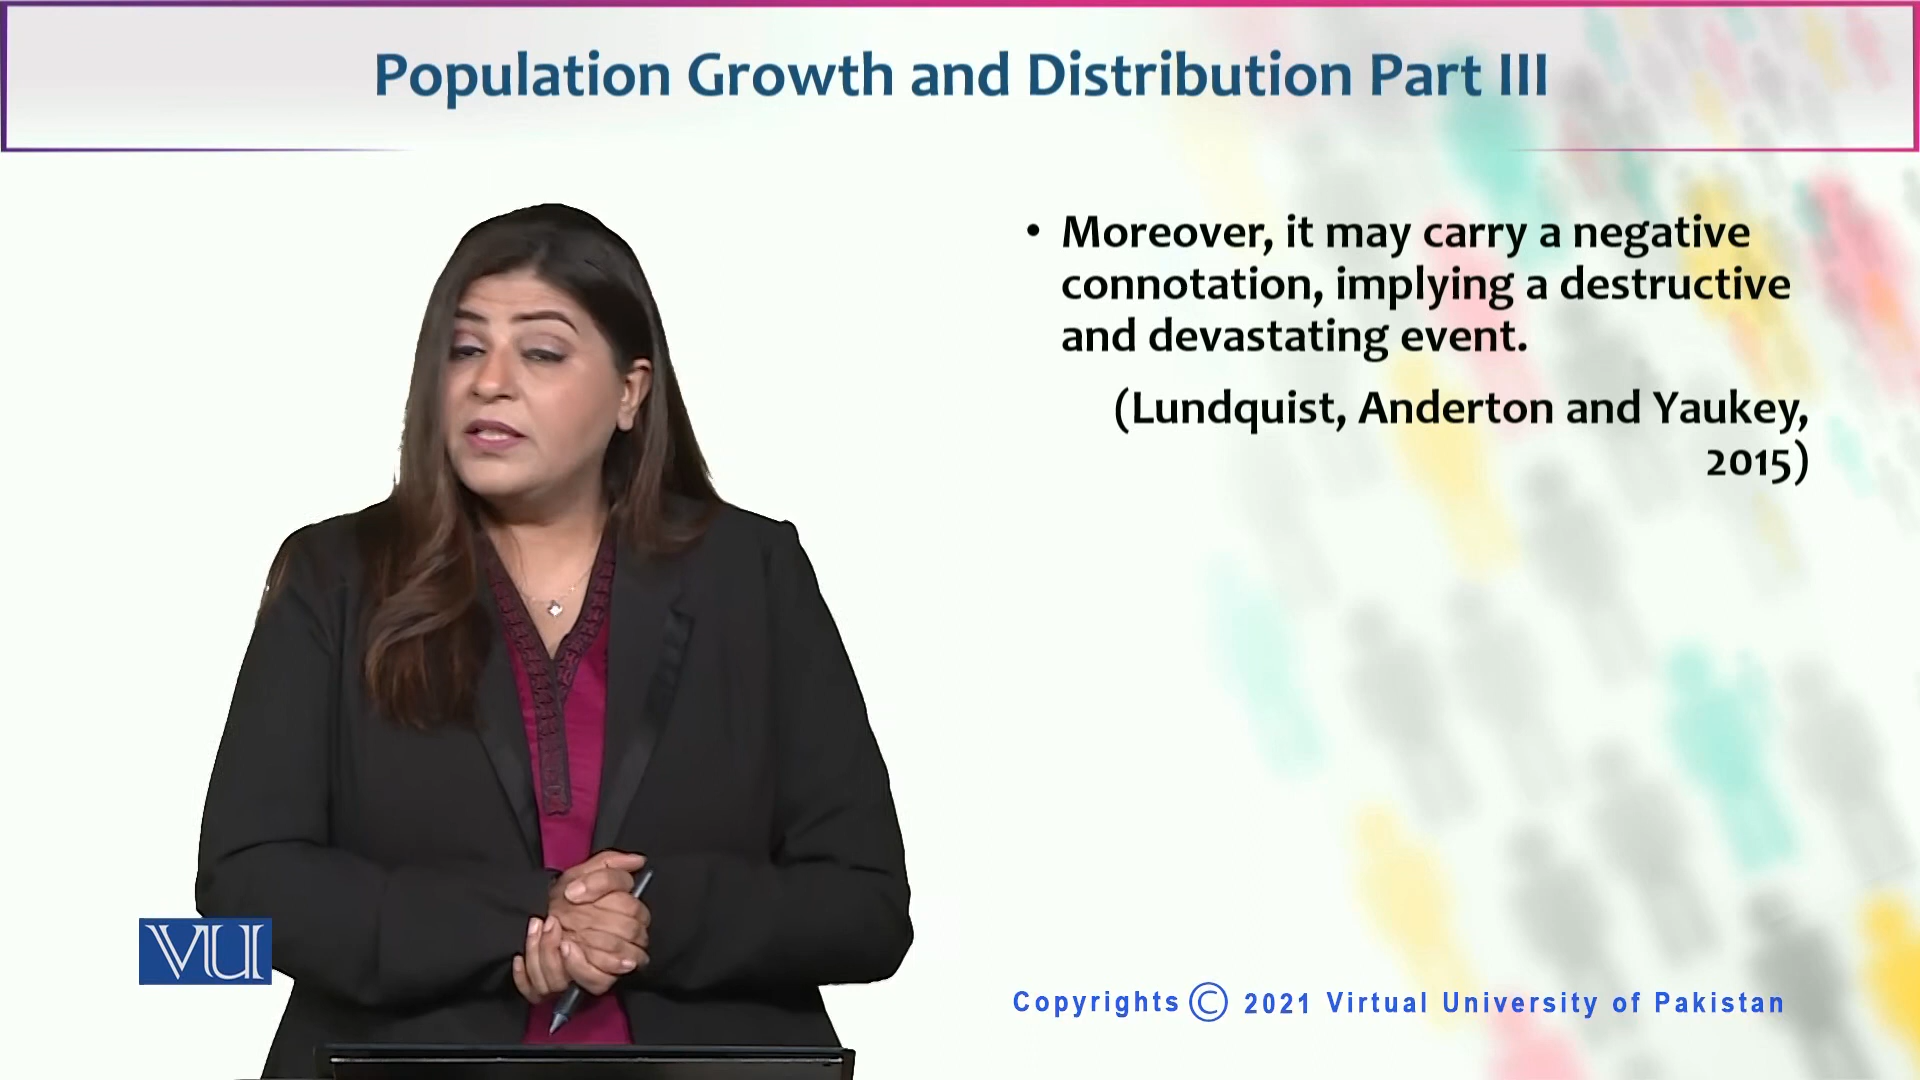 Population Growth and Distribution Part III
• Moreover, it may carry a negative
connotation, implying a destructive
and devastating event.
(Lundquist, Anderton and Yaukey,
2015)
VU
Copyrights © 2021 Virtual University of Pakistan